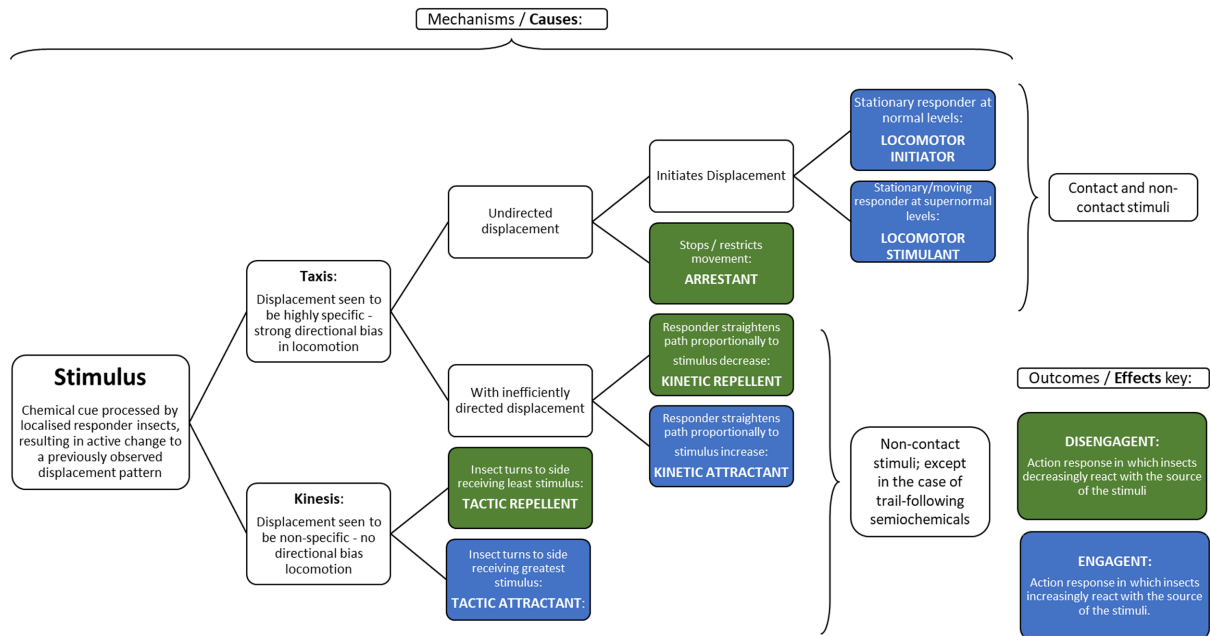 Mechanisms / Causes:
Stimulus
Chemical cue processed by
localised responder insects,
resulting in active change to
a previously observed
displacement pattern
Taxis:
Displacement seen to
be highly specific -
strong directional bias
in locomotion
Kinesis:
Displacement seen to
be non-specific - no
directional bias
locomotion
Undirected
displacement
With inefficiently
directed displacement
Insect turns to side
receiving least stimulus:
TACTIC REPELLENT
Insect turns to side
receiving greatest
stimulus:
TACTIC ATTRACTANT:
Initiates Displacement
Stops / restricts
movement:
ARRESTANT
Responder straightens
path proportionally to
stimulus decrease:
KINETIC REPELLENT
Responder straightens
path proportionally to
stimulus increase:
KINETIC ATTRACTANT
Stationary responder at
normal levels:
LOCOMOTOR
INITIATOR
Stationary/moving
responder at supernormal
levels:
LOCOMOTOR
STIMULANT
Contact and non-
contact stimuli
Non-contact
stimuli; except
in the case of
trail-following
semiochemicals
Outcomes / Effects key:
DISENGAGENT:
Action response in which insects
decreasingly react with the source
of the stimuli
ENGAGENT:
Action response in which insects
increasingly react with the source
of the stimuli.